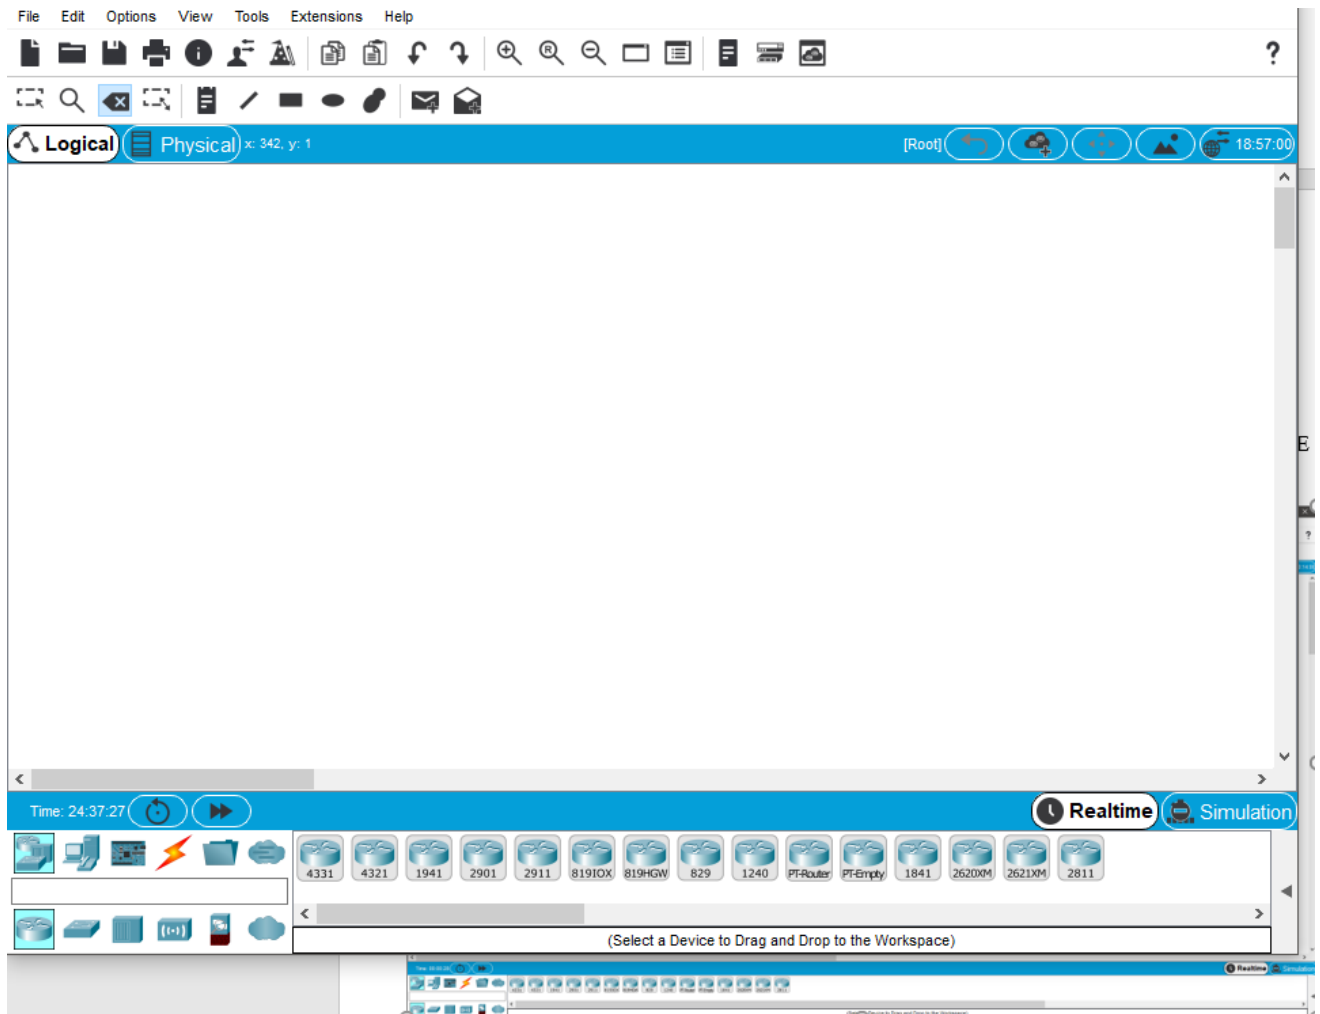 File Edit Options View Tools Extensions Help
?
Logical Physical x: 342, y: 1 [Root] 18:57:00
E
?
Time: 24:37:27 Realtime Simulation
4331 4321 1941 2901 2911 819IOX 819HGW 829 1240 PT-Router PT-Empty 1841 2620XM 2621XM 2811
(Select a Device to Drag and Drop to the Workspace)
Realtime Simulation